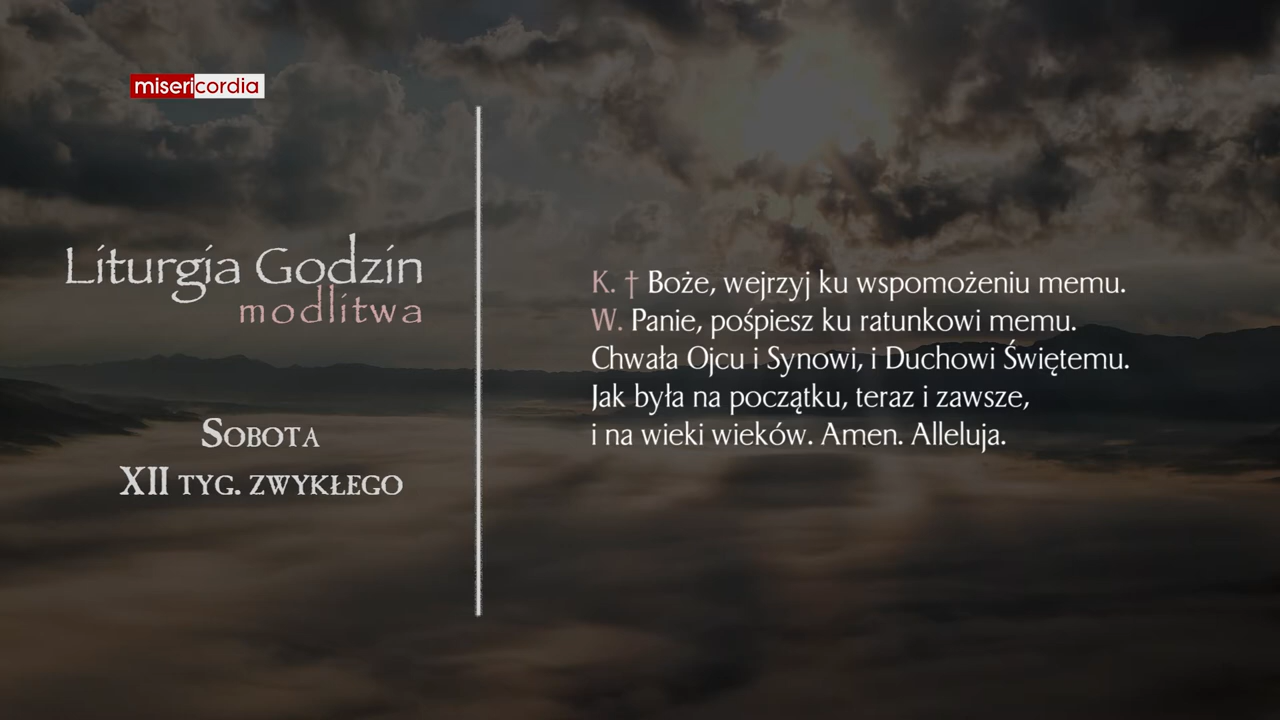 misericordia
Liturgia Godzin
modlitwa
SOBOTA
XII TYG. ZWYKŁEGO
K. † Boże, wejrzyj ku wspomożeniu memu.
W. Panie, pośpiesz ku ratunkowi memu.
Chwała Ojcu i Synowi, i Duchowi Świętemu.
Jak była na początku, teraz i zawsze,
i na wieki wieków. Amen. Alleluja.